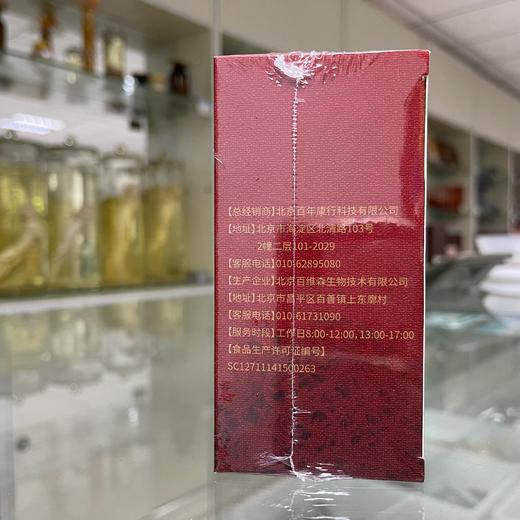 【总经销商】北京百年康行科技有限公司
【地址】北京市海淀区北清路103号
2幢二层101-2029
【客服电话】010-62895080
【生产企业】北京百维森生物技术有限公司
【地址】北京市昌平区百善镇上东廓村
【客服电话】010-61731090
【服务时段】工作日8:00-12:00, 13:00-17:00
【食品生产许可证编号】
SC12711141500263